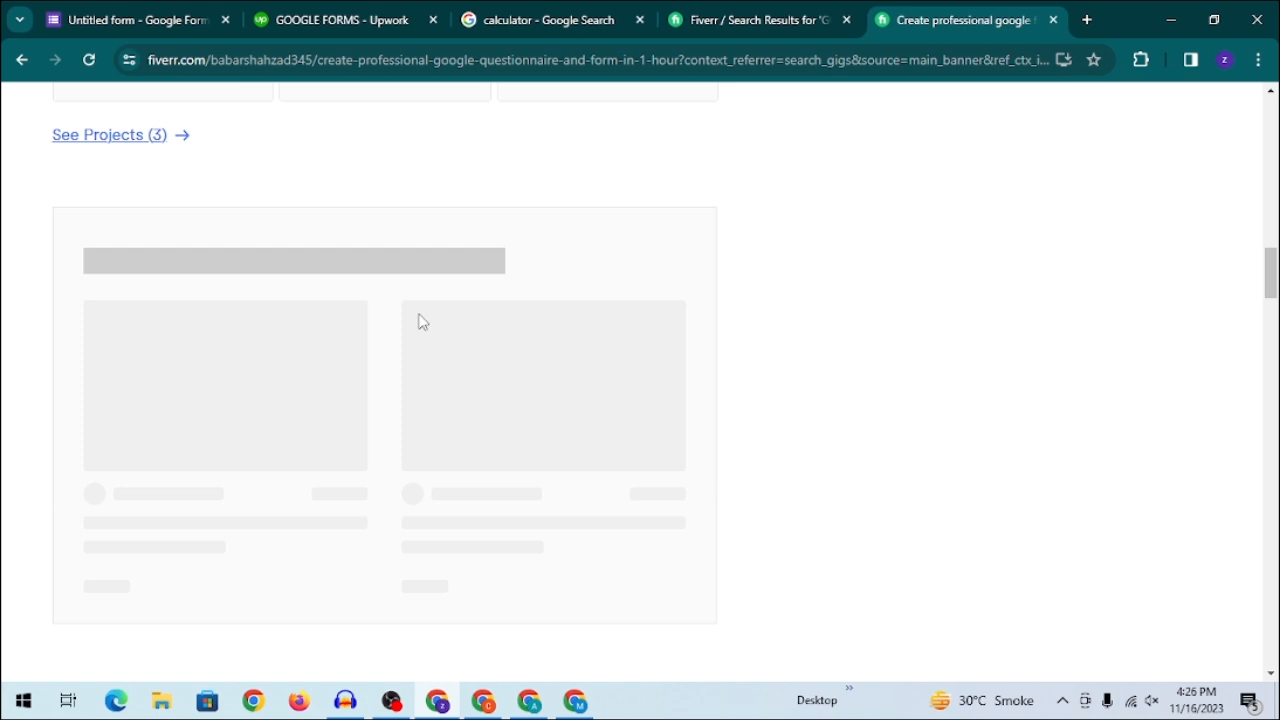 Untitled form - Google Form
GOOGLE FORMS - Upwork
calculator - Google Search
Fiverr / Search Results for 'G
Create professional google f
fiverr.com/babarshahzad345/create-professional-google-questionnaire-and-form-in-1-hour?context_referrer=search_gigs&source=main_banner&ref_ctx_i...
z
See Projects (3) →
Desktop
30°C Smoke
4:26 PM
11/16/2023
5